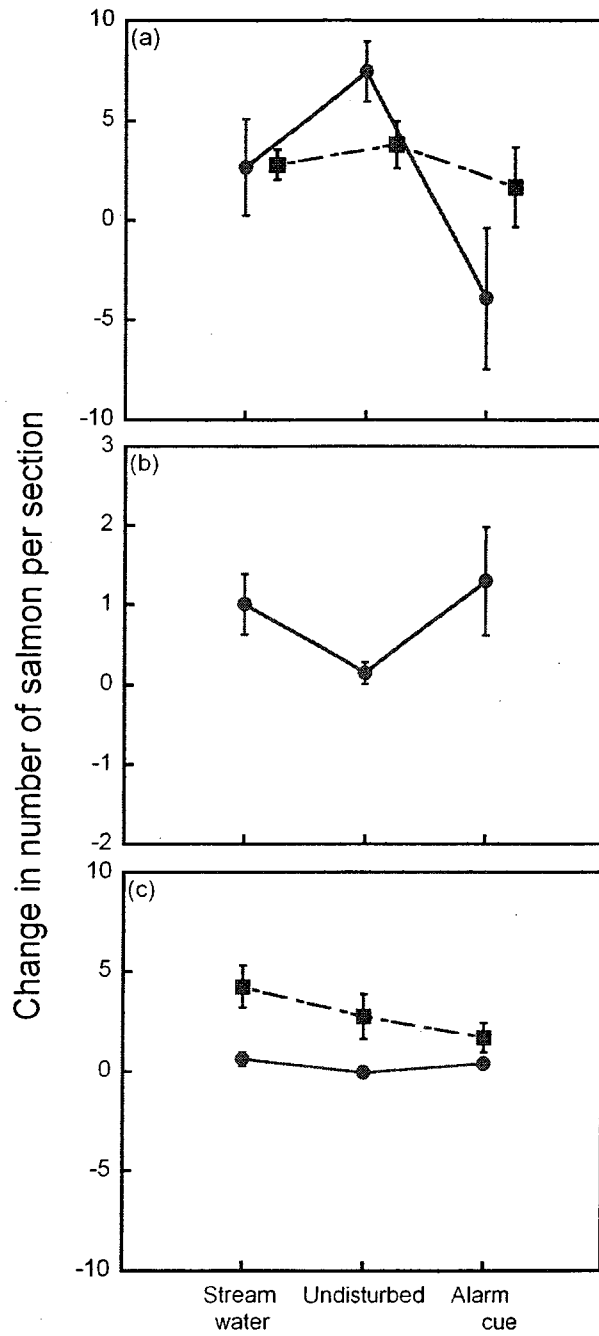 Change in number of salmon per section
(a)
10
5
0
-5
-10
(b)
3
2
1
0
-1
-2
(c)
10
5
0
-5
-10
Stream water
Undisturbed
Alarm cue